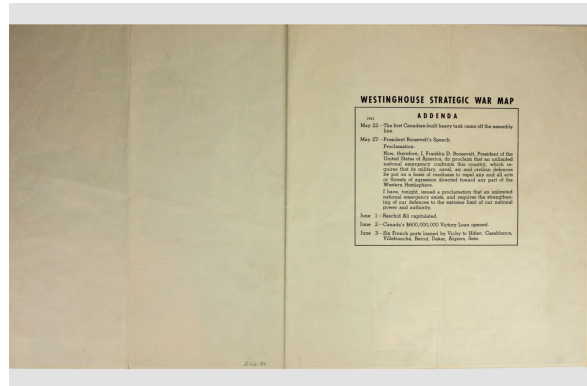 WESTINGHOUSE STRATEGIC WAR MAP
ADDENDA
1941
May 22—The first Canadian-built heavy tank came off the assembly
line.
May 27—President Roosevelt's Speech.
Proclamation:
Now, therefore, I, Franklin D. Roosevelt, President of the
United States of America, do proclaim that an unlimited
national emergency confronts this country, which re-
quires that its military, naval, air and civilian defences
be put on a basis of readiness to repel any and all acts
or threats of agression directed toward any part of the
Western Hemisphere.
I have, tonight, issued a proclamation that an unlimited
national emergency exists, and requires the strengthen-
ing of our defences to the extreme limit of our national
power and authority.
June 1—Raschid Ali capitulated.
June 2—Canada's $600,000,000 Victory Loan opened.
June 3—Six French ports loaned by Vichy to Hitler: Casablanca,
Villefranche, Beirut, Dakar, Algiers, Sete.